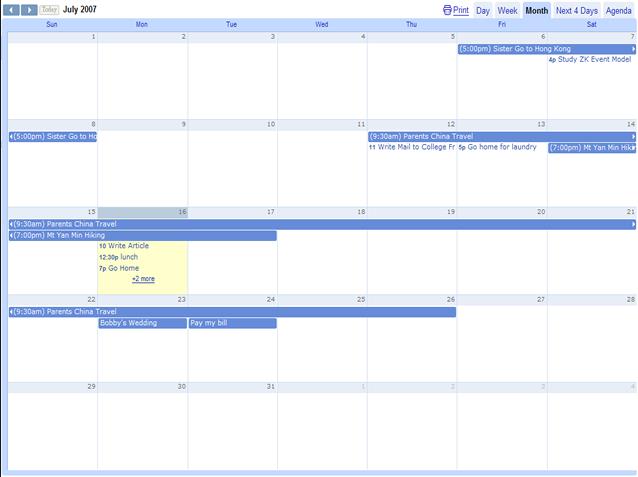 Today July 2007 Print Day Week Month Next 4 Days Agenda
Sun Mon Tue Wed Thu Fri Sat
1 2 3 4 5 6 7
(5:00pm) Sister Go to Hong Kong
4p Study ZK Event Model
8 9 10 11 12 13 14
(5:00pm) Sister Go to Ho (9:30am) Parents China Travel
11 Write Mail to College Fr 5p Go home for laundry (7:00pm) Mt Yan Min Hiki
15 16 17 18 19 20 21
(9:30am) Parents China Travel
(7:00pm) Mt Yan Min Hiking
10 Write Article
12:30p lunch
7p Go Home
+2 more
22 23 24 25 26 27 28
(9:30am) Parents China Travel
Bobby's Wedding Pay my bill
29 30 31 1 2 3 4